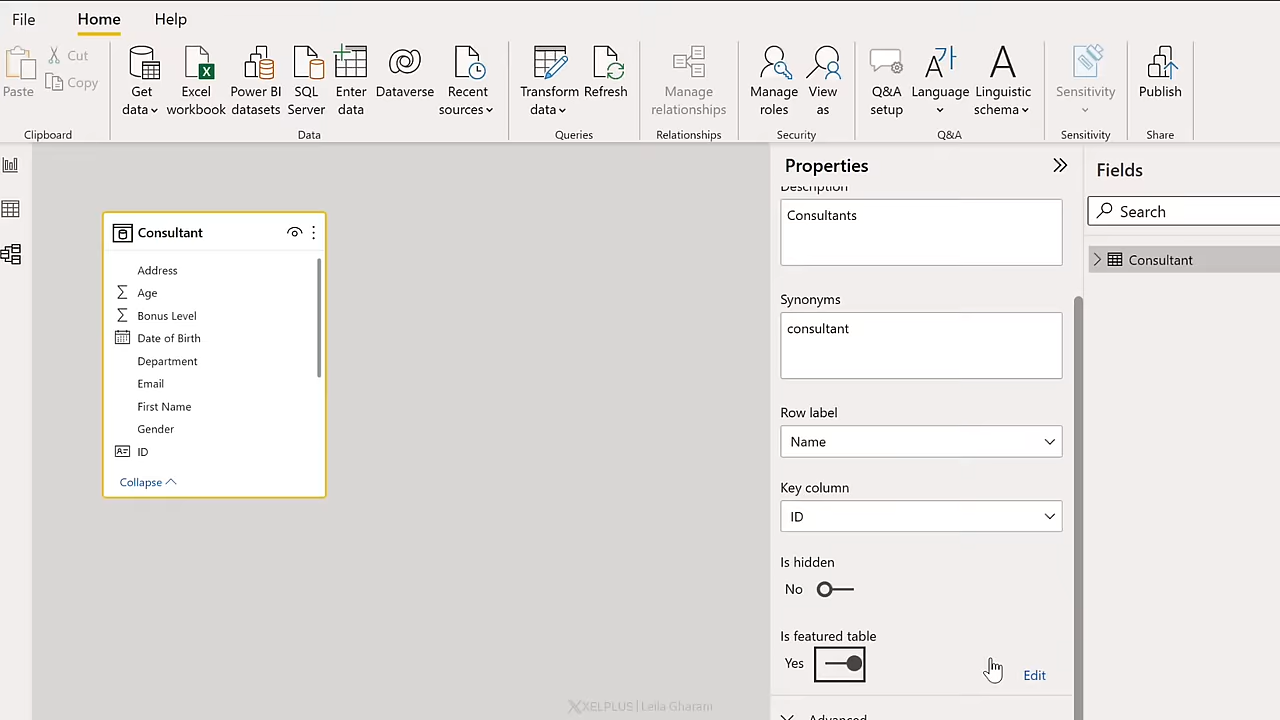 File Home Help
Paste
Cut
Copy
Get data
Excel workbook
Power BI datasets
SQL Server
Enter data
Dataverse
Recent sources
Transform data
Refresh
Manage relationships
Manage roles
View as
Q&A setup
Language
Linguistic schema
Sensitivity
Publish
Clipboard Data Queries Relationships Security Q&A Sensitivity Share
Consultant
Address
Age
Bonus Level
Date of Birth
Department
Email
First Name
Gender
ID
Collapse
Properties
Description
Consultants
Synonyms
consultant
Row label
Name
Key column
ID
Is hidden
No
Is featured table
Yes
Edit
Advanced
Fields
Search
Consultant
XELPLUS | Leila Gharani